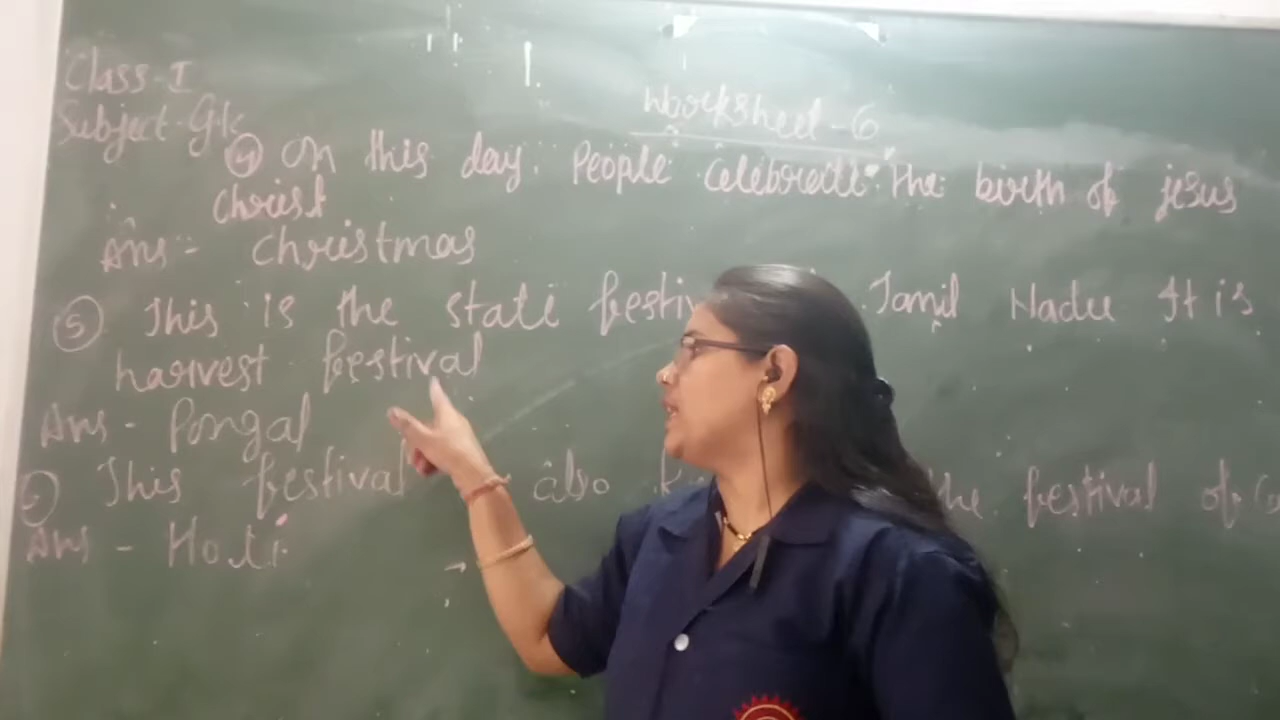 Class-I
Worksheet-6
Subject-Gk
④ On this day. People celebrate the birth of jesus
christ
Ans- christmas
⑤ This is the state festiv Tamil Nadu It is
harvest festival
Ans- Pongal
This festival also the festival of
Ans - Holi